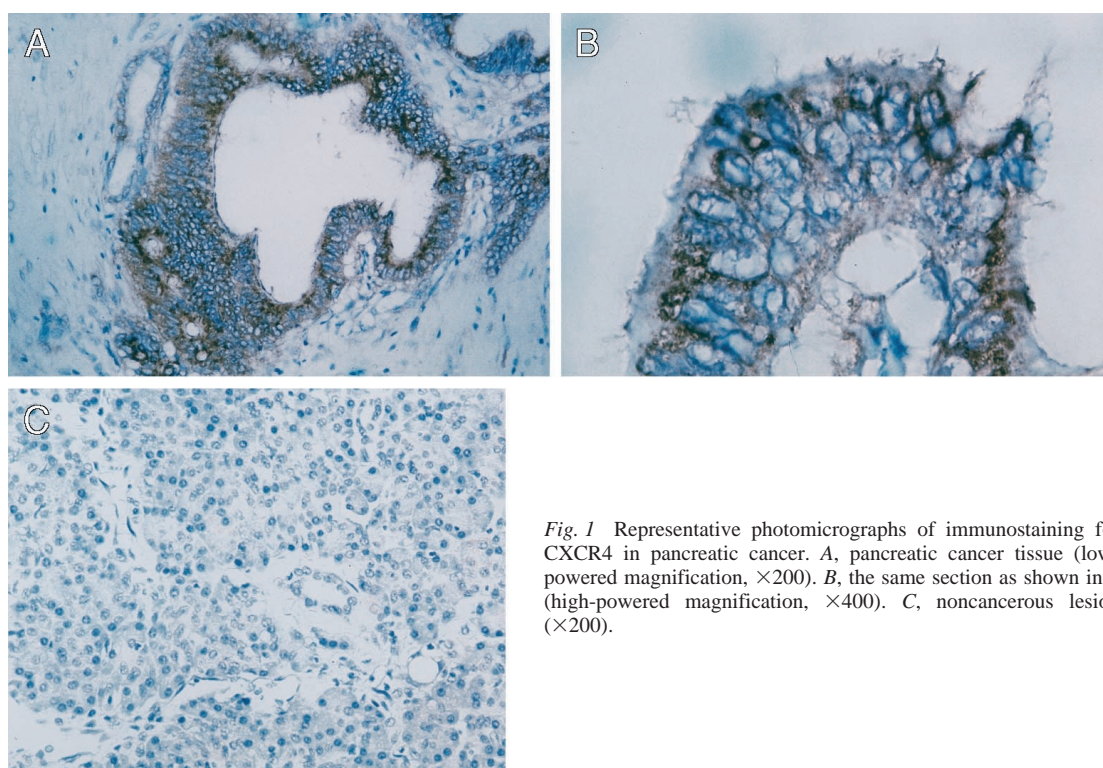 A
B
C
Fig. 1 Representative photomicrographs of immunostaining f
CXCR4 in pancreatic cancer. A, pancreatic cancer tissue (low
powered magnification, ×200). B, the same section as shown in
(high-powered magnification, ×400). C, noncancerous lesio
(×200).